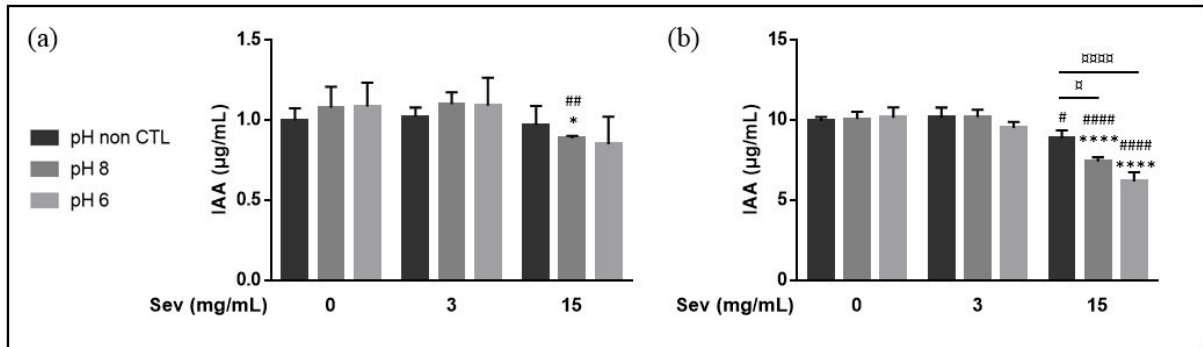 (a)
1.5
1.0
0.5
0.0
IAA (µg/mL)
##
*
Sev (mg/mL) 0 3 15
pH non CTL
pH 8
pH 6
(b)
15
10
5
0
IAA (µg/mL)
¤¤¤¤
¤
#
####
****
####
****
Sev (mg/mL) 0 3 15